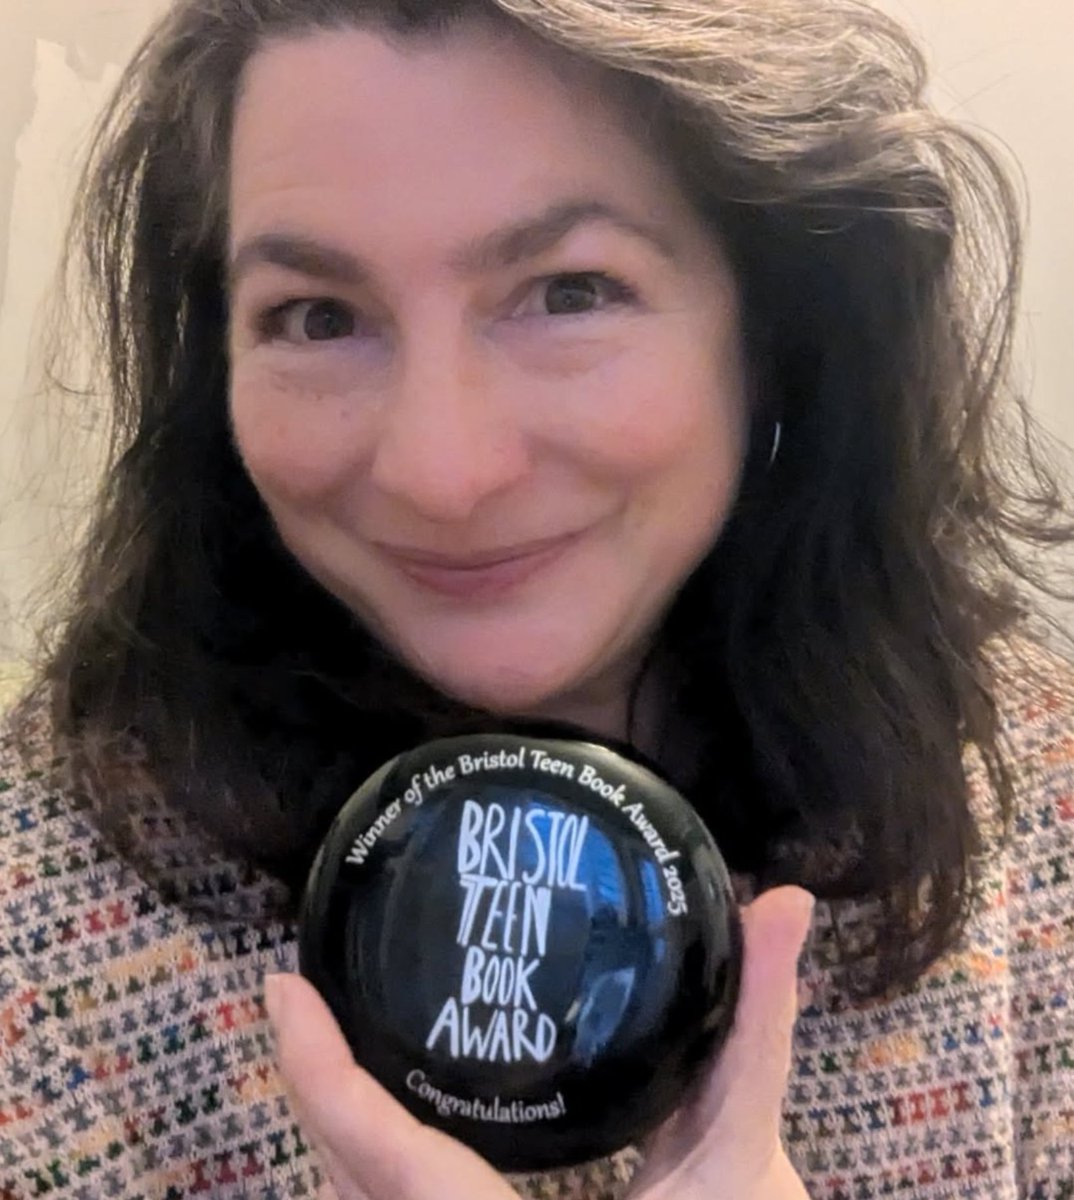 Winner of the Bristol Teen Book Award 2025
BRISTOL
TEEN
BOOK
AWARD
Congratulations!